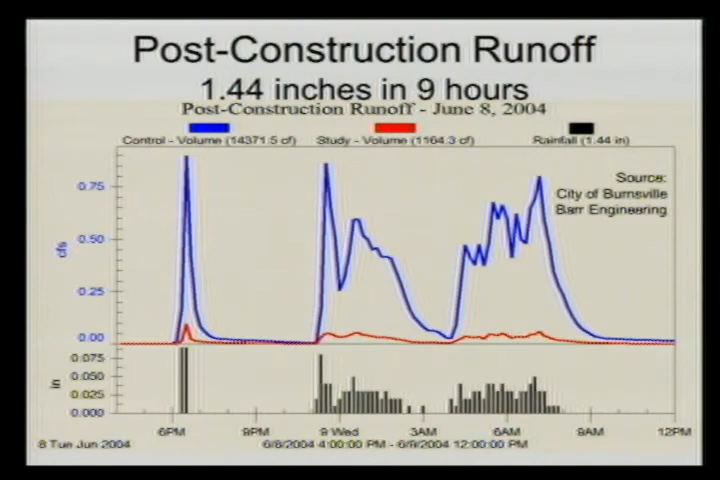 Post-Construction Runoff
1.44 inches in 9 hours
Post-Construction Runoff - June 8, 2004
Control - Volume (14371.5 cf) Study - Volume (1164.3 cf) Rainfall (1.44 in)
Source:
City of Burnsville
Barr Engineering
0.75
0.50
cfs
0.25
0.00
0.075
0.050
in
0.025
0.000
6PM 9PM 9 Wed 3AM 6AM 9AM 12PM
8 Tue Jun 2004 6/8/2004 4:00:00 PM - 6/9/2004 12:00:00 PM